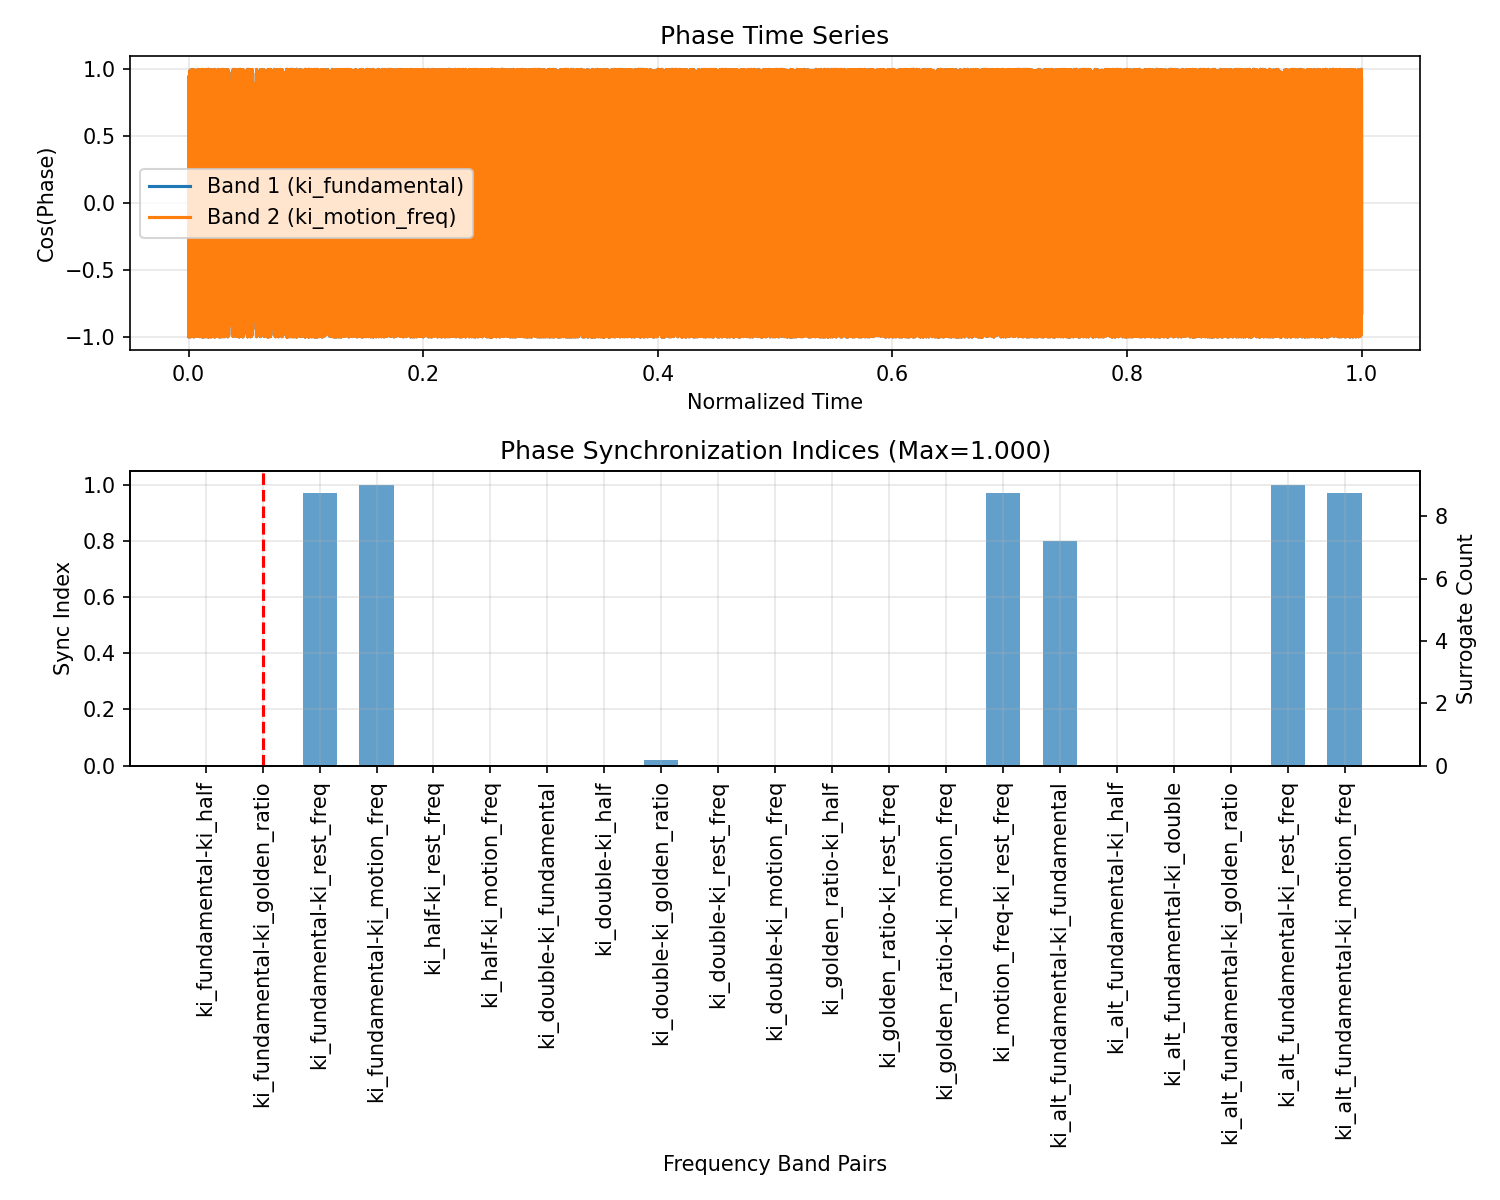 Phase Time Series
Cos(Phase)
1.0
0.5
0.0
−0.5
−1.0
Band 1 (ki_fundamental)
Band 2 (ki_motion_freq)
0.0
0.2
0.4
0.6
0.8
1.0
Normalized Time
Phase Synchronization Indices (Max=1.000)
Sync Index
1.0
0.8
0.6
0.4
0.2
0.0
8
6
4
2
0
Surrogate Count
ki_fundamental-ki_half
ki_fundamental-ki_golden_ratio
ki_fundamental-ki_rest_freq
ki_fundamental-ki_motion_freq
ki_half-ki_rest_freq
ki_half-ki_motion_freq
ki_double-ki_fundamental
ki_double-ki_half
ki_double-ki_golden_ratio
ki_double-ki_rest_freq
ki_double-ki_motion_freq
ki_golden_ratio-ki_half
ki_golden_ratio-ki_rest_freq
ki_golden_ratio-ki_motion_freq
ki_motion_freq-ki_rest_freq
ki_alt_fundamental-ki_fundamental
ki_alt_fundamental-ki_half
ki_alt_fundamental-ki_double
ki_alt_fundamental-ki_golden_ratio
ki_alt_fundamental-ki_rest_freq
ki_alt_fundamental-ki_motion_freq
Frequency Band Pairs